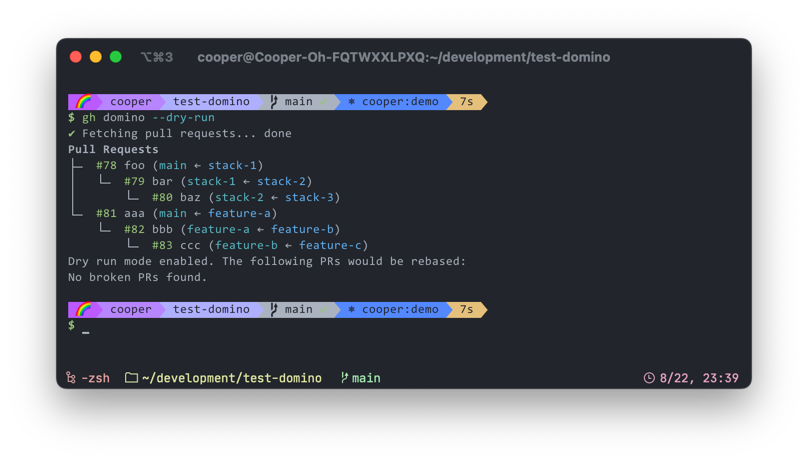 ⌥⌘3 cooper@Cooper-Oh-FQTWXXLPXQ:~/development/test-domino
cooper test-domino main ⎈ cooper:demo 7s
$ gh domino --dry-run
✔ Fetching pull requests... done
Pull Requests
├─ #78 foo (main ← stack-1)
│  └─ #79 bar (stack-1 ← stack-2)
│     └─ #80 baz (stack-2 ← stack-3)
└─ #81 aaa (main ← feature-a)
   └─ #82 bbb (feature-a ← feature-b)
      └─ #83 ccc (feature-b ← feature-c)
Dry run mode enabled. The following PRs would be rebased:
No broken PRs found.
cooper test-domino main ⎈ cooper:demo 7s
$ _
-zsh ~/development/test-domino main 8/22, 23:39